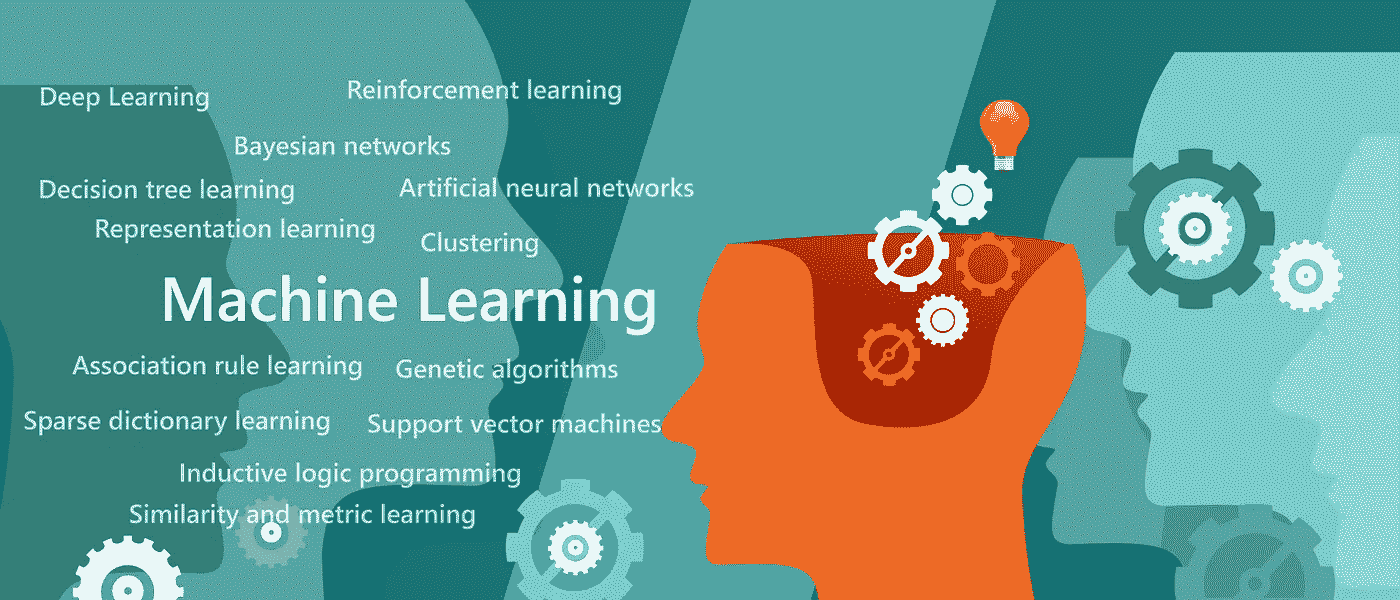 Deep Learning
Reinforcement learning
Bayesian networks
Decision tree learning
Artificial neural networks
Representation learning
Clustering
Machine Learning
Association rule learning
Genetic algorithms
Sparse dictionary learning
Support vector machines
Inductive logic programming
Similarity and metric learning